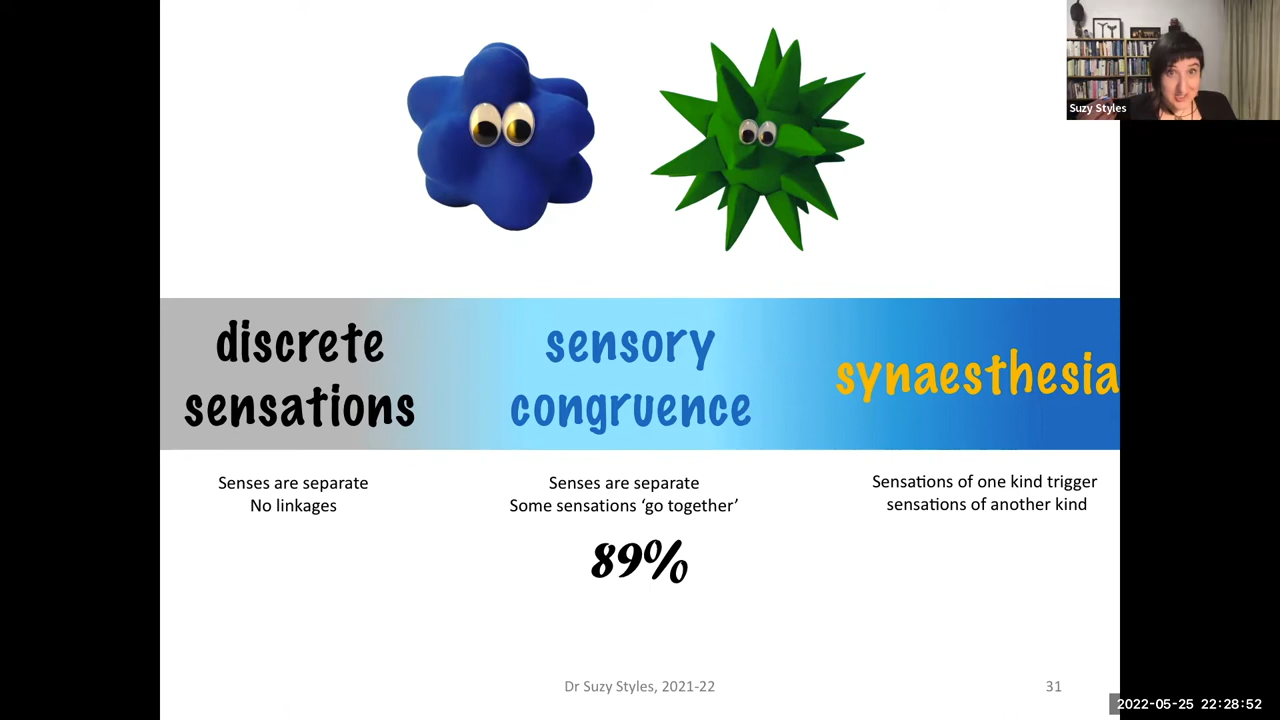 Suzy Styles
discrete
sensations
sensory
congruence
synaesthesia
Senses are separate
No linkages
Senses are separate
Some sensations ‘go together’
Sensations of one kind trigger
sensations of another kind
89%
Dr Suzy Styles, 2021-22
31
2022-05-25 22:28:52